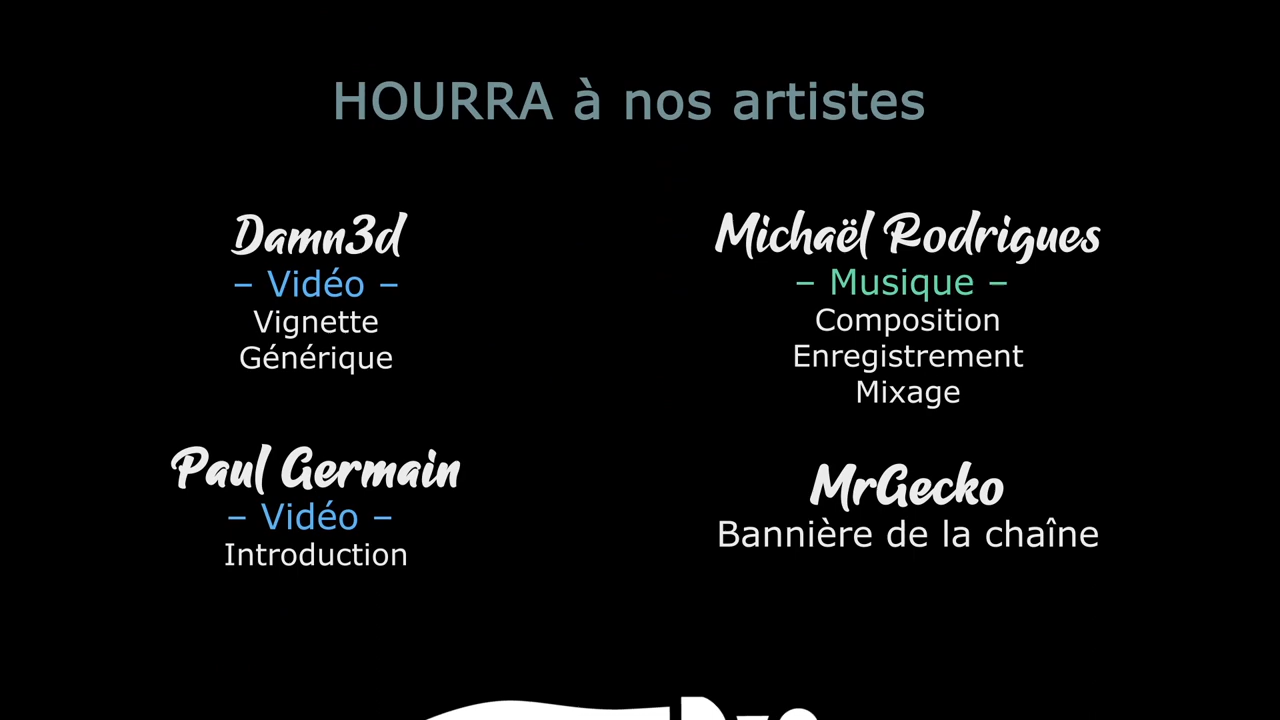 HOURRA à nos artistes
Damn3d
– Vidéo –
Vignette
Générique
Michaël Rodrigues
– Musique –
Composition
Enregistrement
Mixage
Paul Germain
– Vidéo –
Introduction
MrGecko
Bannière de la chaîne